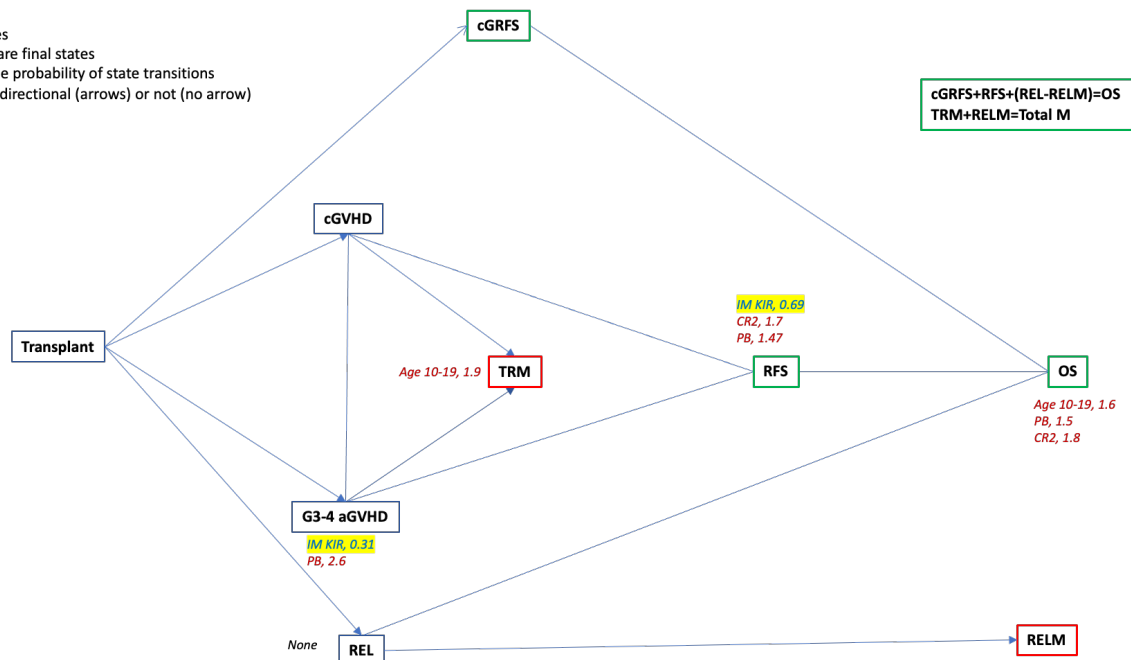 cGRFS
es
are final states
e probability of state transitions
directional (arrows) or not (no arrow)
cGRFS+RFS+(REL-RELM)=OS
TRM+RELM=Total M
cGVHD
IM KIR, 0.69
CR2, 1.7
PB, 1.47
Transplant
Age 10-19, 1.9
TRM
RFS
OS
Age 10-19, 1.6
PB, 1.5
CR2, 1.8
G3-4 aGVHD
IM KIR, 0.31
PB, 2.6
None
REL
RELM